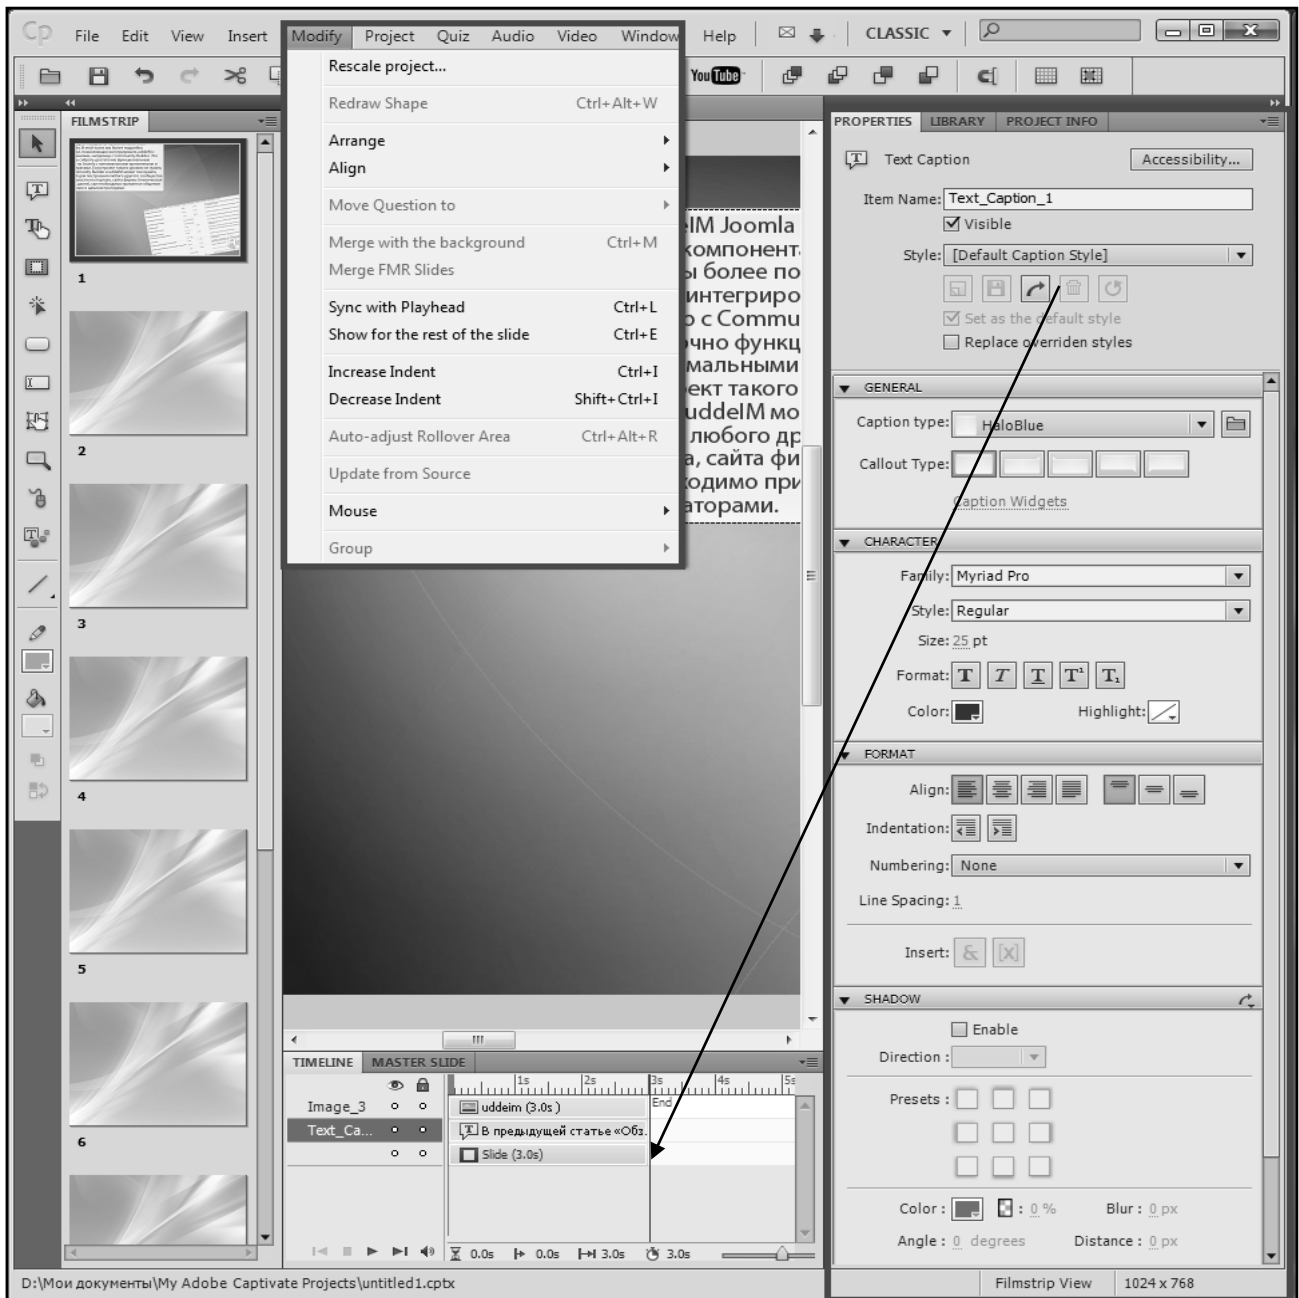 Cp File Edit View Insert Modify Project Quiz Audio Video Window Help CLASSIC
You Tube
FILMSTRIP
1
2
3
4
5
6
Rescale project...
Redraw Shape Ctrl+Alt+W
Arrange
Align
Move Question to
Merge with the background Ctrl+M
Merge FMR Slides
Sync with Playhead Ctrl+L
Show for the rest of the slide Ctrl+E
Increase Indent Ctrl+I
Decrease Indent Shift+Ctrl+I
Auto-adjust Rollover Area Ctrl+Alt+R
Update from Source
Mouse
Group
eIM Joomla
компонент
ы более по
интегриро
о с Commu
очно функц
мальными
ект такого
uddeIM мо
любого др
а, сайта фи
ходимо при
аторами.
PROPERTIES LIBRARY PROJECT INFO
Text Caption Accessibility...
Item Name: Text_Caption_1
Visible
Style: [Default Caption Style]
Set as the default style
Replace overriden styles
GENERAL
Caption type: HaloBlue
Callout Type:
Caption Widgets
CHARACTER
Family: Myriad Pro
Style: Regular
Size: 25 pt
Format: T T T T¹ T₁
Color: Highlight:
FORMAT
Align:
Indentation:
Numbering: None
Line Spacing: 1
Insert: & [X]
SHADOW
Enable
Direction :
Presets :
Color : : 0 % Blur : 0 px
Angle : 0 degrees Distance : 0 px
TIMELINE MASTER SLIDE
1s 2s 3s 4s 5s
Image_3 uddeim (3.0s ) End
Text_Ca... В предыдущей статье «Обз.
Slide (3.0s)
0.0s 0.0s 3.0s 3.0s
D:\Мои документы\My Adobe Captivate Projects\untitled1.cptx Filmstrip View 1024 x 768